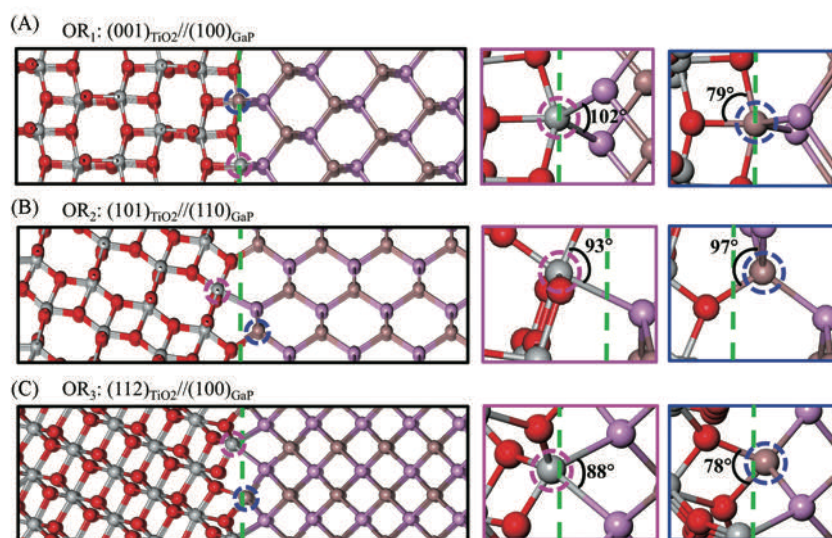 (A) OR₁: (001)TiO2//(100)GaP
102°
79°
(B) OR₂: (101)TiO2//(110)GaP
93°
97°
(C) OR₃: (112)TiO2//(100)GaP
88°
78°